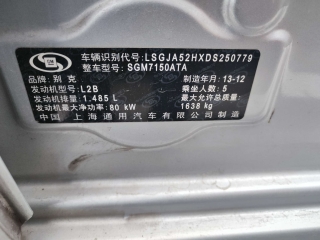 车辆识别代号: LSGJA52HXDS250779
整车型号: SGM7150ATA
品牌: 别克 制造年月: 13-12
发动机型号: L2B 乘坐人数: 5
发动机排量: 1.485 L 最大允许总质量:
发动机最大净功率: 80 kW 1638 kg
中国 上海通用汽车有限公司制造